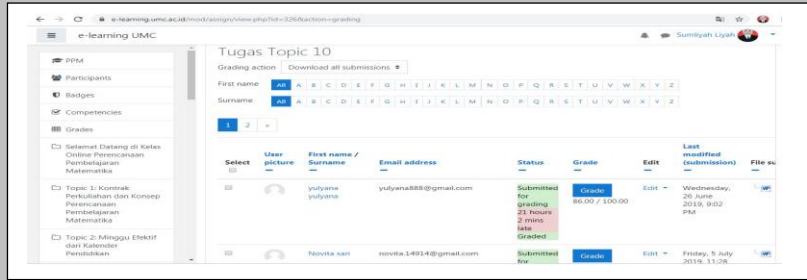 e-learning.umc.ac.id/mod/assign/view.php?id=326&action=grading
e-learning UMC
Sumliyah Liyah
PPM
Participants
Badges
Competencies
Grades
Selamat Datang di Kelas
Online Perencanaan
Pembelajaran
Matematika
Topic 1: Kontrak
Perkuliahan dan Konsep
Perencanaan
Pembelajaran
Matematika
Topic 2: Minggu Efektif
dari Kalender
Pendidikan
Tugas Topic 10
Grading action Download all submissions
First name All A B C D E F G H I J K L M N O P Q R S T U V W X Y Z
Surname All A B C D E F G H I J K L M N O P Q R S T U V W X Y Z
1 2 »
Select
User
picture
First name /
Surname
Email address
Status
Grade
Edit
Last
modified
(submission)
File su
yulyana
yulyana
yulyana888@gmail.com
Submitted
for
grading
21 hours
2 mins
late
Graded
Grade
86.00 / 100.00
Edit
Wednesday,
26 June
2019, 9:02
PM
Novita sari
novita.14914@gmail.com
Submitted
for
Grade
Edit
Friday, 5 July
2019, 11:28